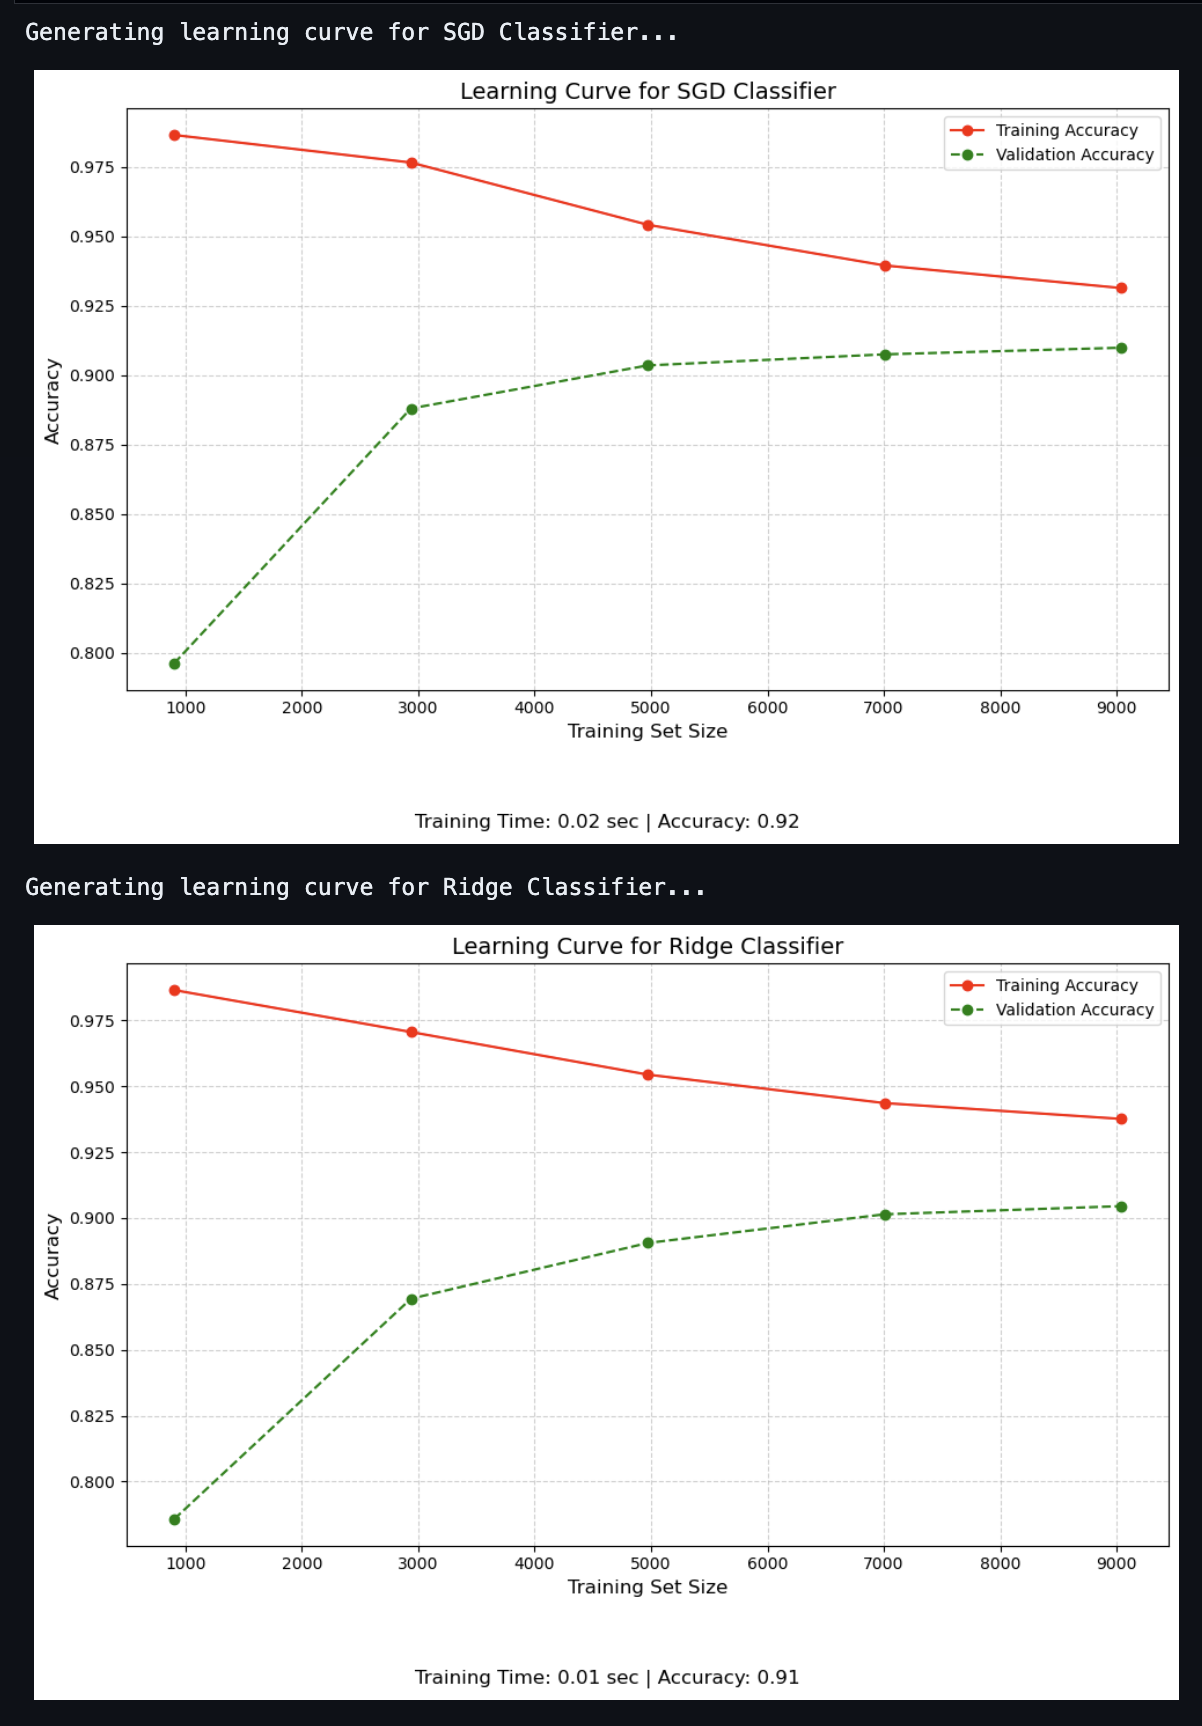 Generating learning curve for SGD Classifier...
Learning Curve for SGD Classifier
Training Accuracy
Validation Accuracy
0.975
0.950
0.925
0.900
0.875
0.850
0.825
0.800
Accuracy
1000 2000 3000 4000 5000 6000 7000 8000 9000
Training Set Size
Training Time: 0.02 sec | Accuracy: 0.92
Generating learning curve for Ridge Classifier...
Learning Curve for Ridge Classifier
Training Accuracy
Validation Accuracy
0.975
0.950
0.925
0.900
0.875
0.850
0.825
0.800
Accuracy
1000 2000 3000 4000 5000 6000 7000 8000 9000
Training Set Size
Training Time: 0.01 sec | Accuracy: 0.91